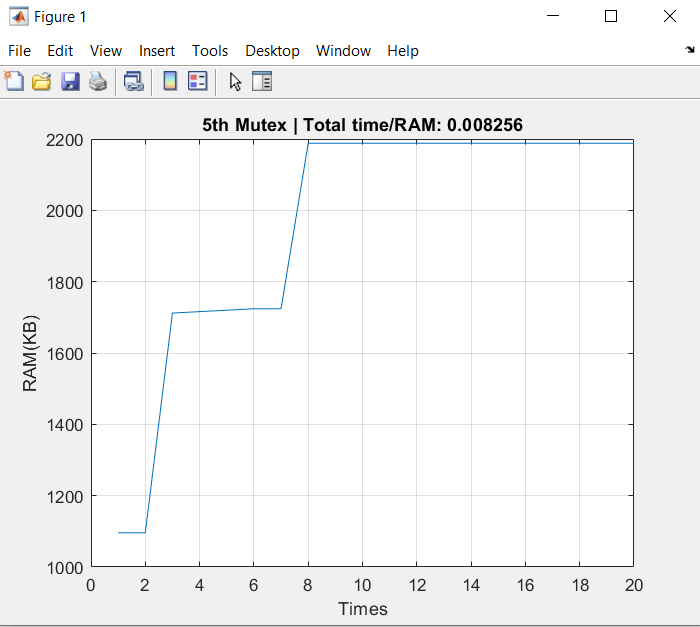 Figure 1
File Edit View Insert Tools Desktop Window Help
5th Mutex | Total time/RAM: 0.008256
2200
2000
1800
1600
1400
1200
1000
RAM(KB)
0 2 4 6 8 10 12 14 16 18 20
Times